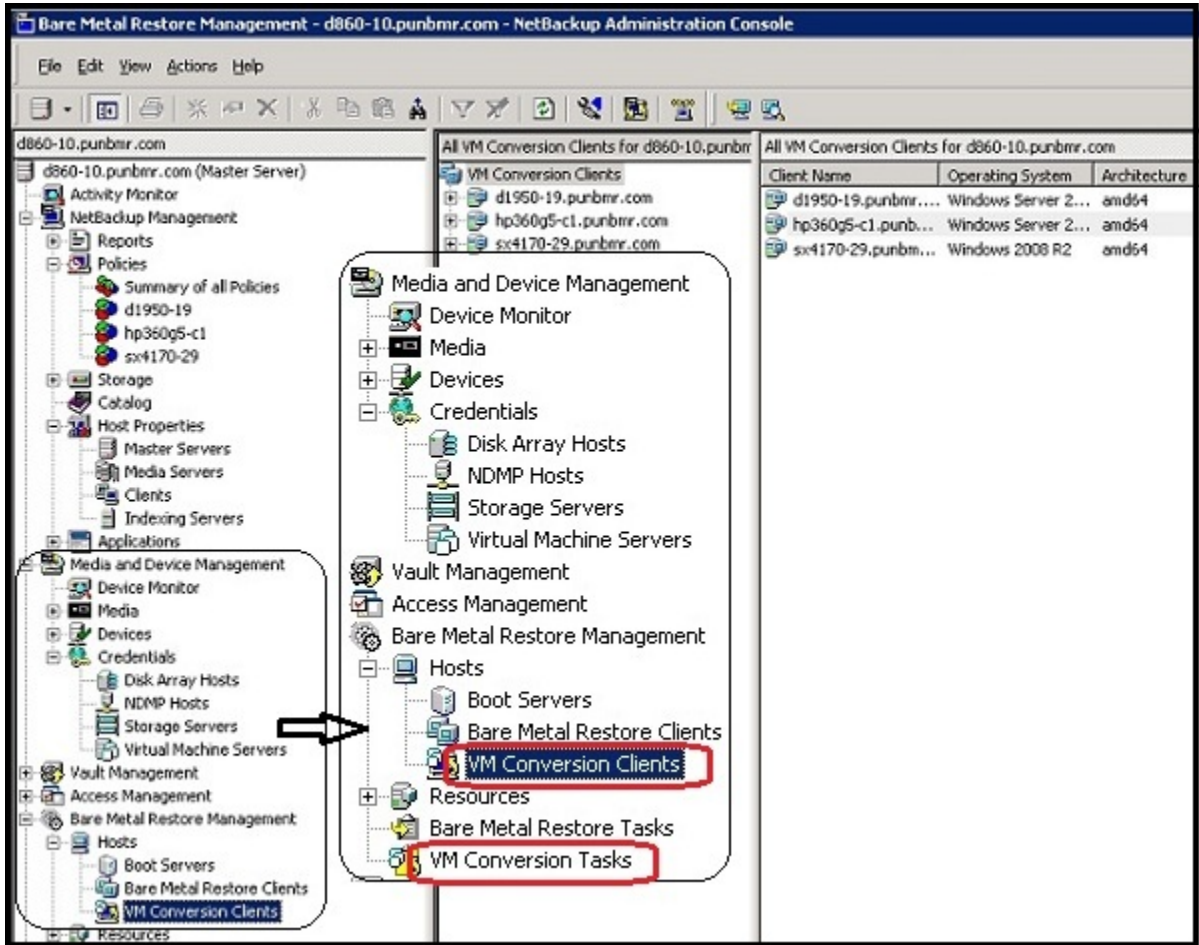 Bare Metal Restore Management - d860-10.punbmr.com - NetBackup Administration Console
File Edit View Actions Help
d860-10.punbmr.com
d860-10.punbmr.com (Master Server)
Activity Monitor
NetBackup Management
Reports
Policies
Summary of all Policies
d1950-19
hp360g5-c1
sx4170-29
Storage
Catalog
Host Properties
Master Servers
Media Servers
Clients
Indexing Servers
Applications
Media and Device Management
Device Monitor
Media
Devices
Credentials
Disk Array Hosts
NDMP Hosts
Storage Servers
Virtual Machine Servers
Vault Management
Access Management
Bare Metal Restore Management
Hosts
Boot Servers
Bare Metal Restore Clients
VM Conversion Clients
Resources
All VM Conversion Clients for d860-10.punbmr
VM Conversion Clients
d1950-19.punbmr.com
hp360g5-c1.punbmr.com
sx4170-29.punbmr.com
Media and Device Management
Device Monitor
Media
Devices
Credentials
Disk Array Hosts
NDMP Hosts
Storage Servers
Virtual Machine Servers
Vault Management
Access Management
Bare Metal Restore Management
Hosts
Boot Servers
Bare Metal Restore Clients
VM Conversion Clients
Resources
Bare Metal Restore Tasks
VM Conversion Tasks
All VM Conversion Clients for d860-10.punbmr.com
Client Name Operating System Architecture
d1950-19.punbmr.... Windows Server 2... amd64
hp360g5-c1.punb... Windows Server 2... amd64
sx4170-29.punbm... Windows 2008 R2 amd64